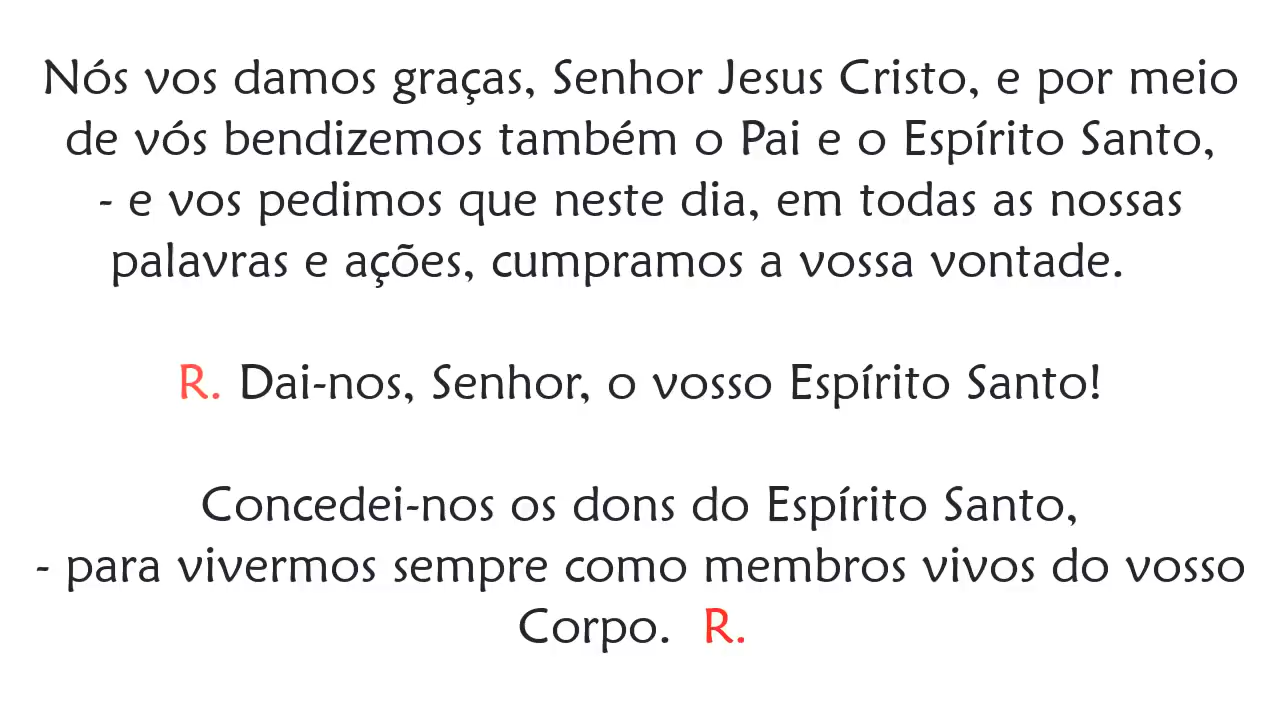 Nós vos damos graças, Senhor Jesus Cristo, e por meio
de vós bendizemos também o Pai e o Espírito Santo,
- e vos pedimos que neste dia, em todas as nossas
palavras e ações, cumpramos a vossa vontade.
R. Dai-nos, Senhor, o vosso Espírito Santo!
Concedei-nos os dons do Espírito Santo,
- para vivermos sempre como membros vivos do vosso
Corpo. R.